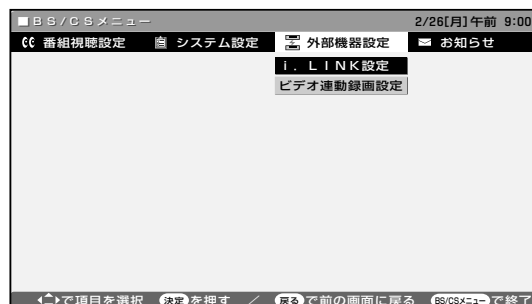 ■BS/CSメニュー 2/26[月]午前 9:00
番組視聴設定 システム設定 外部機器設定 お知らせ
i.LINK設定
ビデオ連動録画設定
で項目を選択 決定を押す / 戻るで前の画面に戻る BS/CSメニューで終了